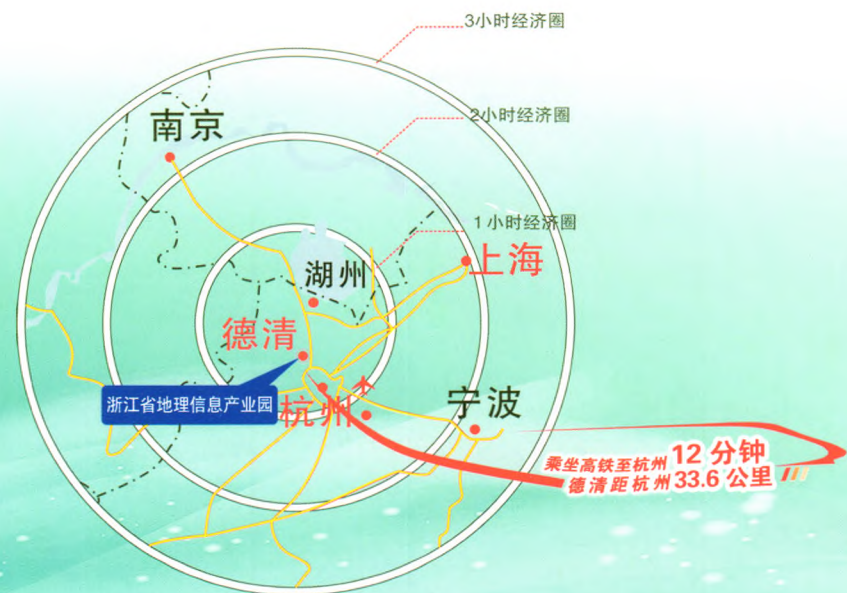 3小时经济圈
2小时经济圈
南京
1小时经济圈
上海
湖州
德清
浙江省地理信息产业园
杭州
宁波
乘坐高铁至杭州 12 分钟
德清距杭州 33.6 公里